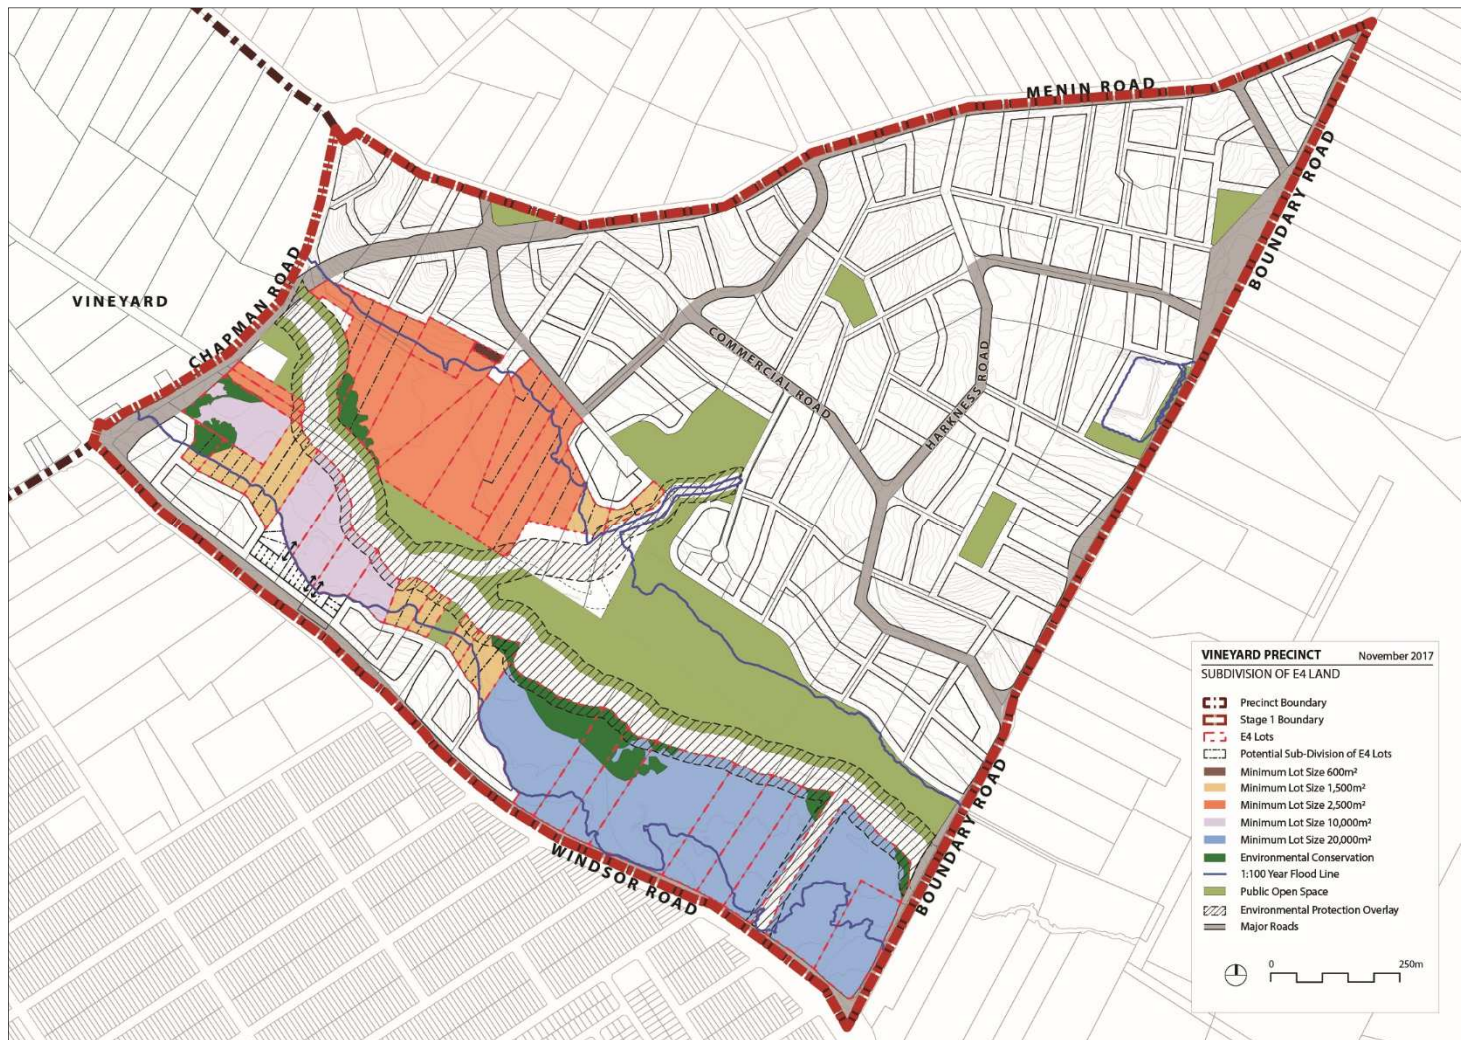 MENIN ROAD
BOUNDARY ROAD
CHAPMAN ROAD
VINEYARD
COMMERCIAL ROAD
HARKNESS ROAD
WINDSOR ROAD
BOUNDARY ROAD
VINEYARD PRECINCT November 2017
SUBDIVISION OF E4 LAND
Precinct Boundary
Stage 1 Boundary
E4 Lots
Potential Sub-Division of E4 Lots
Minimum Lot Size 600m²
Minimum Lot Size 1,500m²
Minimum Lot Size 2,500m²
Minimum Lot Size 10,000m²
Minimum Lot Size 20,000m²
Environmental Conservation
1:100 Year Flood Line
Public Open Space
Environmental Protection Overlay
Major Roads
0 250m